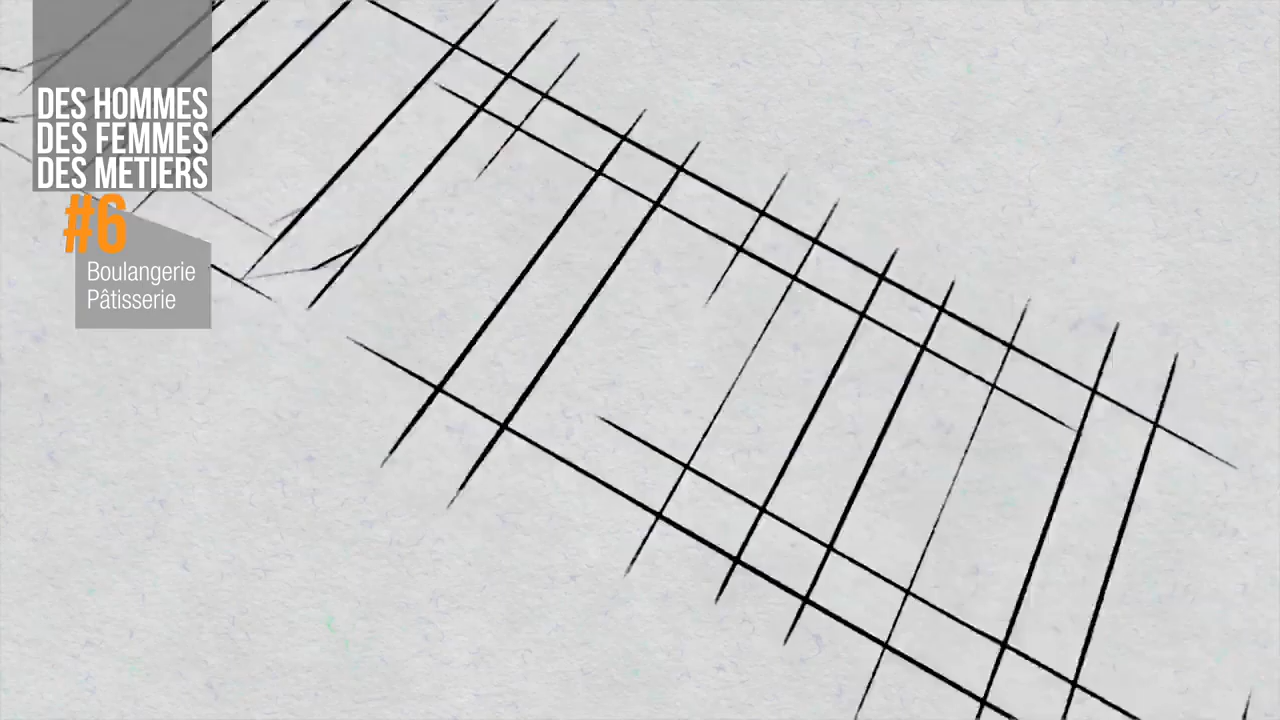 DES HOMMES
DES FEMMES
DES METIERS
#6
Boulangerie
Pâtisserie